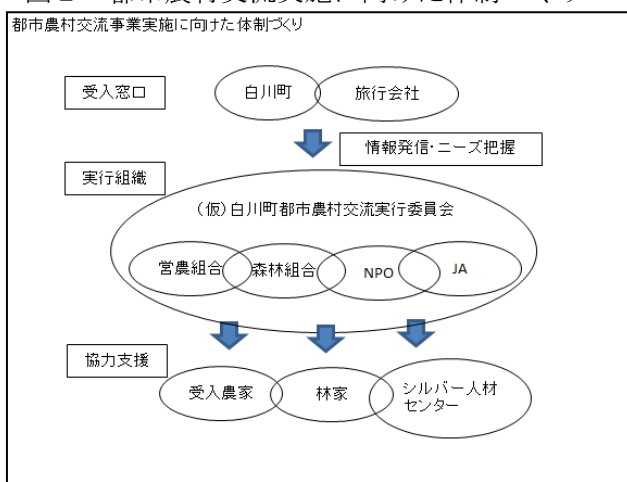 都市農村交流事業実施に向けた体制づくり
受入窓口
白川町
旅行会社
情報発信・ニーズ把握
実行組織
(仮)白川町都市農村交流実行委員会
営農組合
森林組合
NPO
JA
協力支援
受入農家
林家
シルバー人材
センター